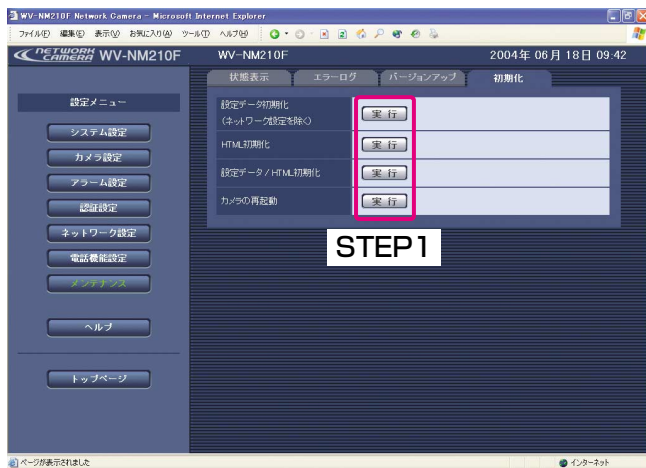 WV-NM210F Network Camera - Microsoft Internet Explorer
ファイル(F) 編集(E) 表示(V) お気に入り(A) ツール(T) ヘルプ(H)
NETWORK CAMERA WV-NM210F
WV-NM210F 2004年 06月 18日 09:42
状態表示 エラーログ バージョンアップ 初期化
設定メニュー
システム設定
カメラ設定
アラーム設定
認証設定
ネットワーク設定
電話機能設定
メンテナンス
ヘルプ
トップページ
設定データ初期化
(ネットワーク設定を除く) 実行
HTML初期化 実行
設定データ / HTML初期化 実行
カメラの再起動 実行
STEP1
ページが表示されました インターネット